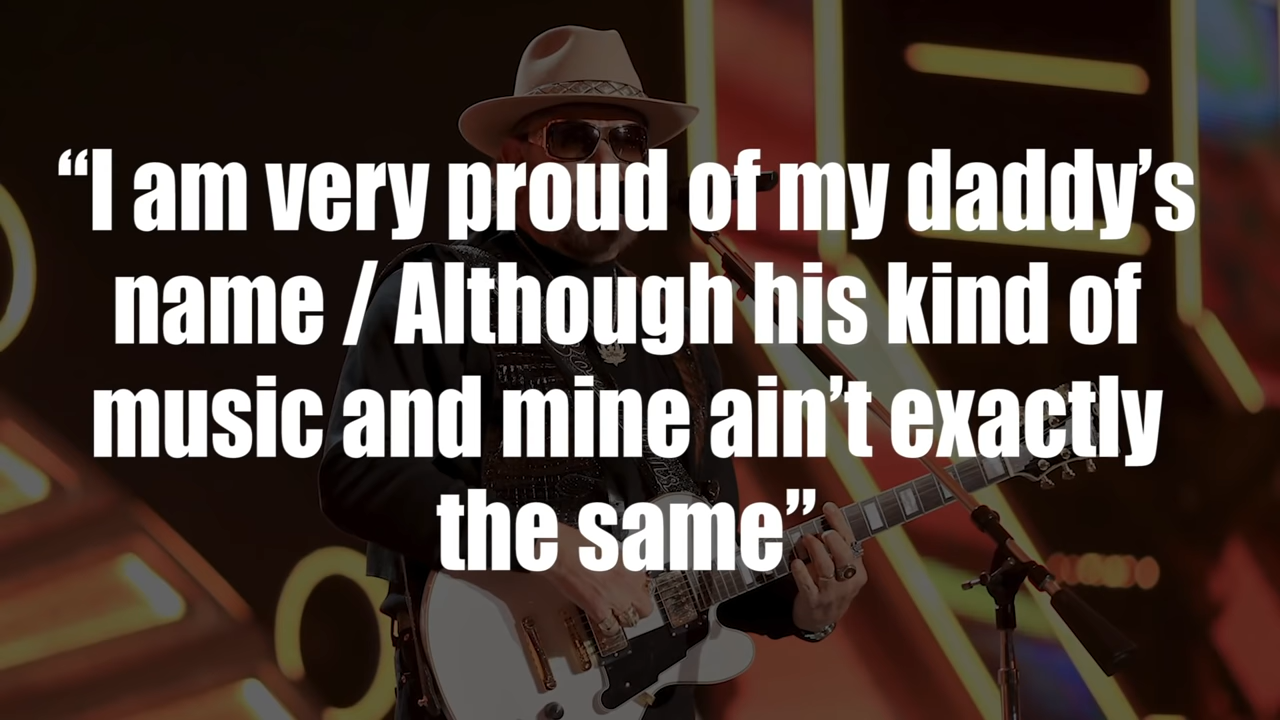 “I am very proud of my daddy’s
name / Although his kind of
music and mine ain’t exactly
the same”